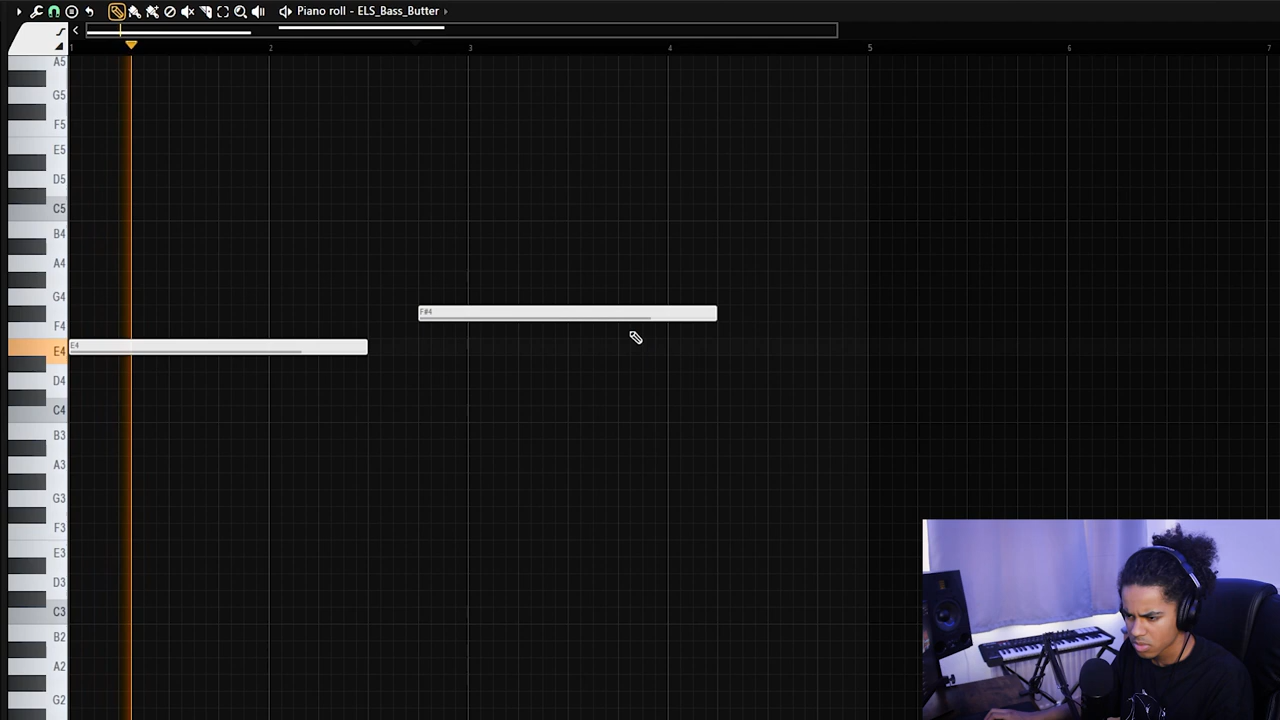 Piano roll - ELS_Bass_Butter
1 2 3 4 5 6 7
A5
G5
F5
E5
D5
C5
B4
A4
G4
F#4
F4
E4
E4
D4
C4
B3
A3
G3
F3
E3
D3
C3
B2
A2
G2